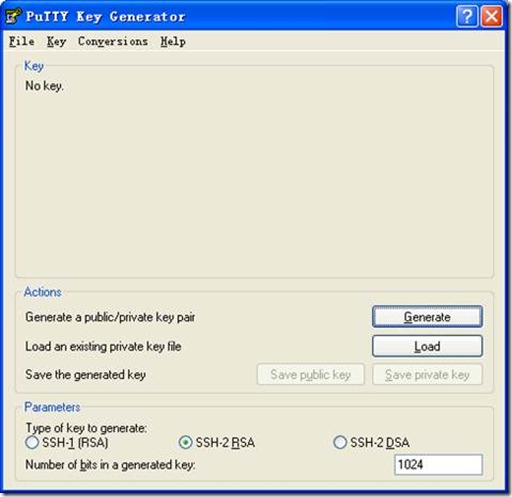 PuTTY Key Generator
File Key Conversions Help
Key
No key.
Actions
Generate a public/private key pair
Generate
Load an existing private key file
Load
Save the generated key
Save public key
Save private key
Parameters
Type of key to generate:
SSH-1 (RSA)
SSH-2 RSA
SSH-2 DSA
Number of bits in a generated key:
1024